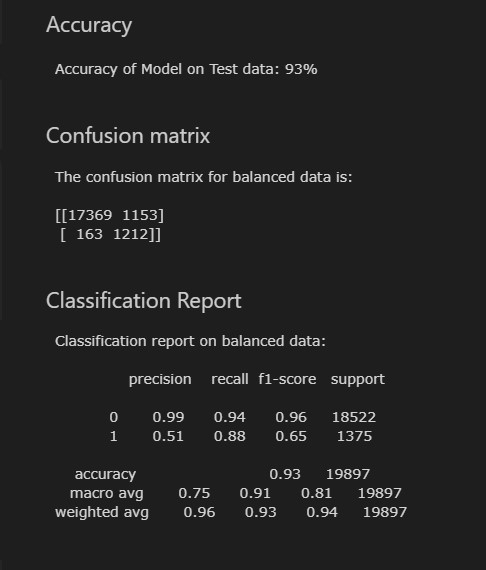 Accuracy
Accuracy of Model on Test data: 93%
Confusion matrix
The confusion matrix for balanced data is:
[[17369 1153]
[ 163 1212]]
Classification Report
Classification report on balanced data:
precision recall f1-score support
0 0.99 0.94 0.96 18522
1 0.51 0.88 0.65 1375
accuracy 0.93 19897
macro avg 0.75 0.91 0.81 19897
weighted avg 0.96 0.93 0.94 19897